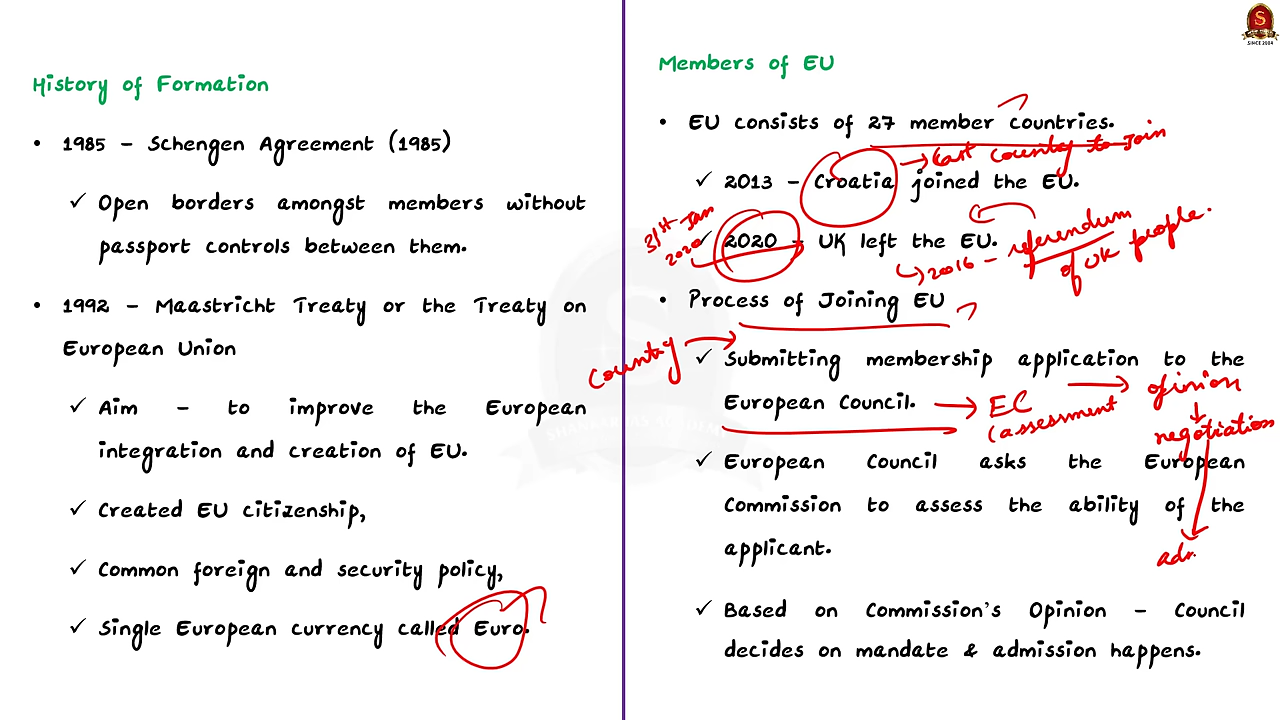 History of Formation
• 1985 – Schengen Agreement (1985)
✓ Open borders amongst members without
passport controls between them.
• 1992 – Maastricht Treaty or the Treaty on
European Union
✓ Aim – to improve the European
integration and creation of EU.
✓ Created EU citizenship,
✓ Common foreign and security policy,
✓ Single European currency called Euro.
S
SINCE 2004
Members of EU
• EU consists of 27 member countries.
→ Last country to join
✓ 2013 – Croatia joined the EU.
31st Jan
2020
✓ 2020 – UK left the EU.
2016 – referendum
of UK people.
• Process of Joining EU
Country →
✓ Submitting membership application to the
European Council.
→ EC
(assessment
→ opinion
↓
negotiation
adm.
✓ European Council asks the European
Commission to assess the ability of the
applicant.
✓ Based on Commission's Opinion – Council
decides on mandate & admission happens.